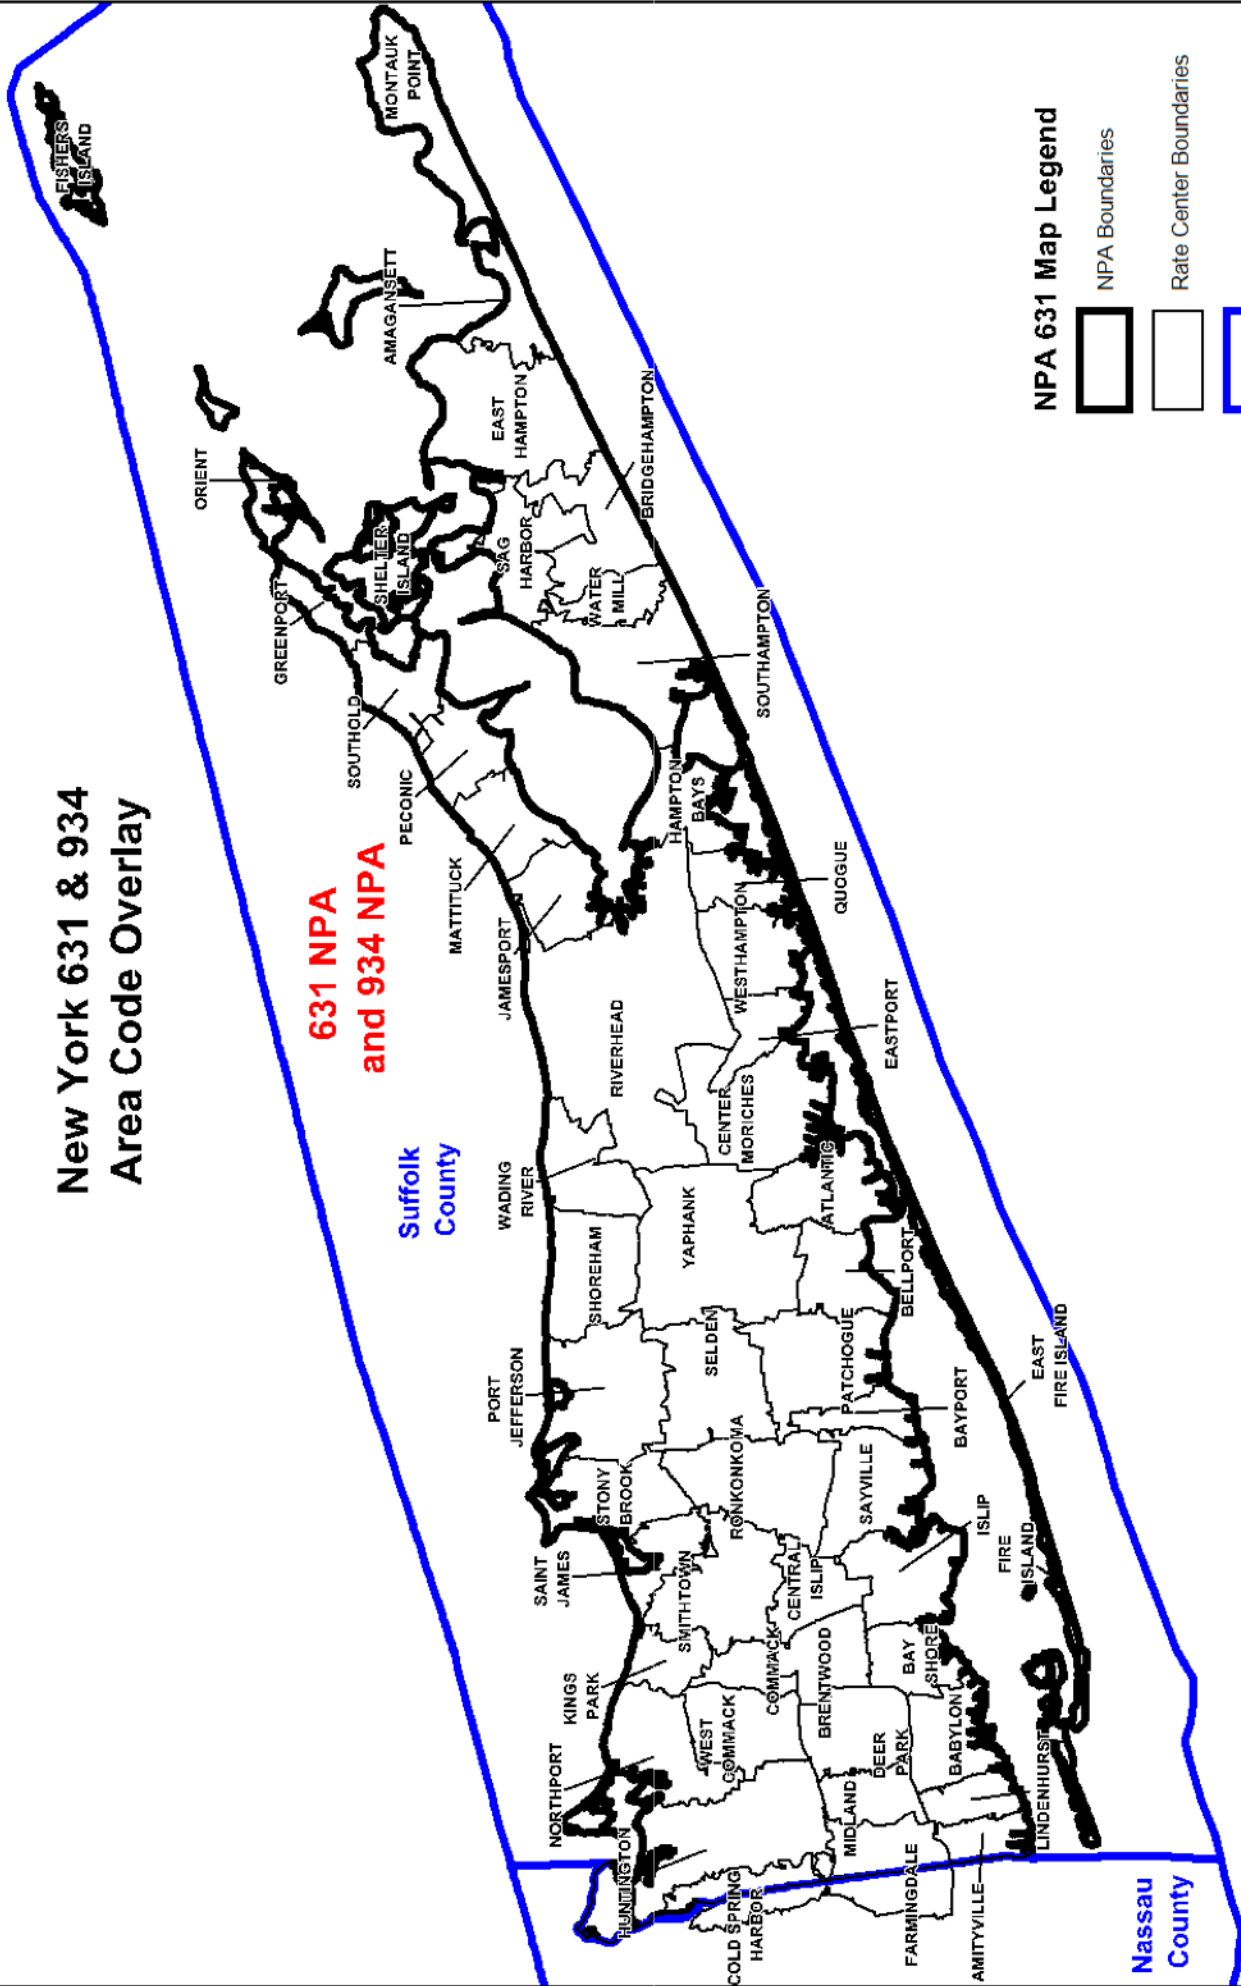 New York 631 & 934
Area Code Overlay
631 NPA
and 934 NPA
Suffolk
County
Nassau
County
FISHERS
ISLAND
MONTAUK
POINT
AMAGANSETT
ORIENT
EAST
HAMPTON
BRIDGEHAMPTON
GREENPORT
SHELTER
ISLAND
SAG
HARBOR
WATER
MILL
SOUTHAMPTON
SOUTHOLD
PECONIC
MATTITUCK
JAMESPORT
HAMPTON
BAYS
QUOGUE
WESTHAMPTON
EASTPORT
RIVERHEAD
CENTER
MORICHES
WADING
RIVER
ATLANTIC
YAPHANK
SHOREHAM
BELLPORT
PORT
JEFFERSON
SELDEN
PATCHOGUE
EAST
FIRE ISLAND
BAYPORT
STONY
BROOK
RONKONKOMA
SAYVILLE
ISLIP
FIRE
ISLAND
SAINT
JAMES
SMITHTOWN
CENTRAL
ISLIP
KINGS
PARK
COMMACK
BRENTWOOD
BAY
SHORE
WEST
COMMACK
DEER
PARK
BABYLON
NORTHPORT
MIDLAND
LINDENHURST
HUNTINGTON
COLD SPRING
HARBOR
FARMINGDALE
AMITYVILLE
NPA 631 Map Legend
NPA Boundaries
Rate Center Boundaries